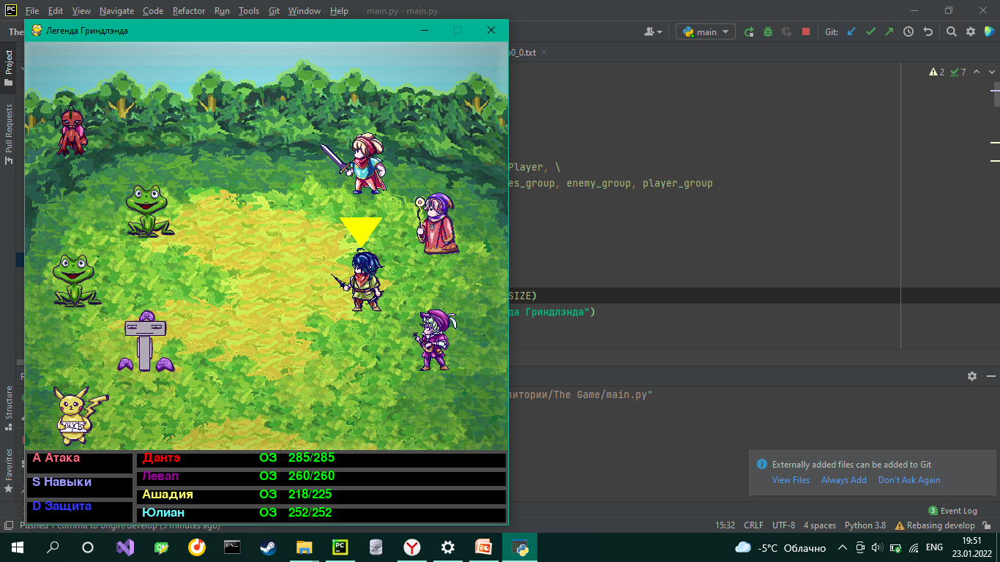 PC File Edit View Navigate Code Refactor Run Tools Git Window Help main.py - main.py
The
Легенда Гриндлэнда
main
Git:
0_0.txt
2 7
Project
Pull Requests
Structure
Favorites
Player, \
es_group, enemy_group, player_group
SIZE)
да Гриндлэнда")
R
зитории/The Game/main.py"
УЧУСЬ
A Атака
S Навыки
D Защита
Дантэ ОЗ 285/285
Левап ОЗ 260/260
Ашадия ОЗ 218/225
Юлиан ОЗ 252/252
Externally added files can be added to Git
View Files Always Add Don't Ask Again
3 Event Log
Pushed 1 commit to origin/develop (5 minutes ago)
15:32 CRLF UTF-8 4 spaces Python 3.8 Rebasing develop
PC
-5°C Облачно
ENG
19:51
23.01.2022